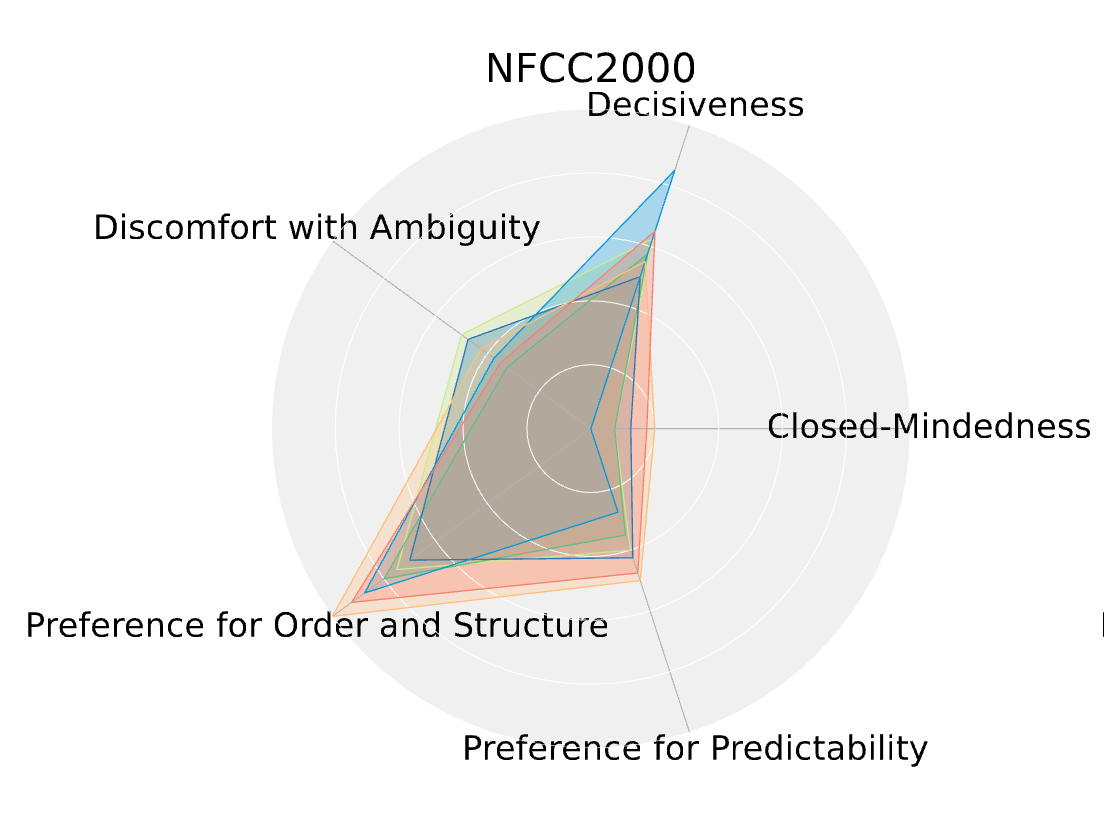 NFCC2000
Decisiveness
Discomfort with Ambiguity
Closed-Mindedness
Preference for Order and Structure
Preference for Predictability